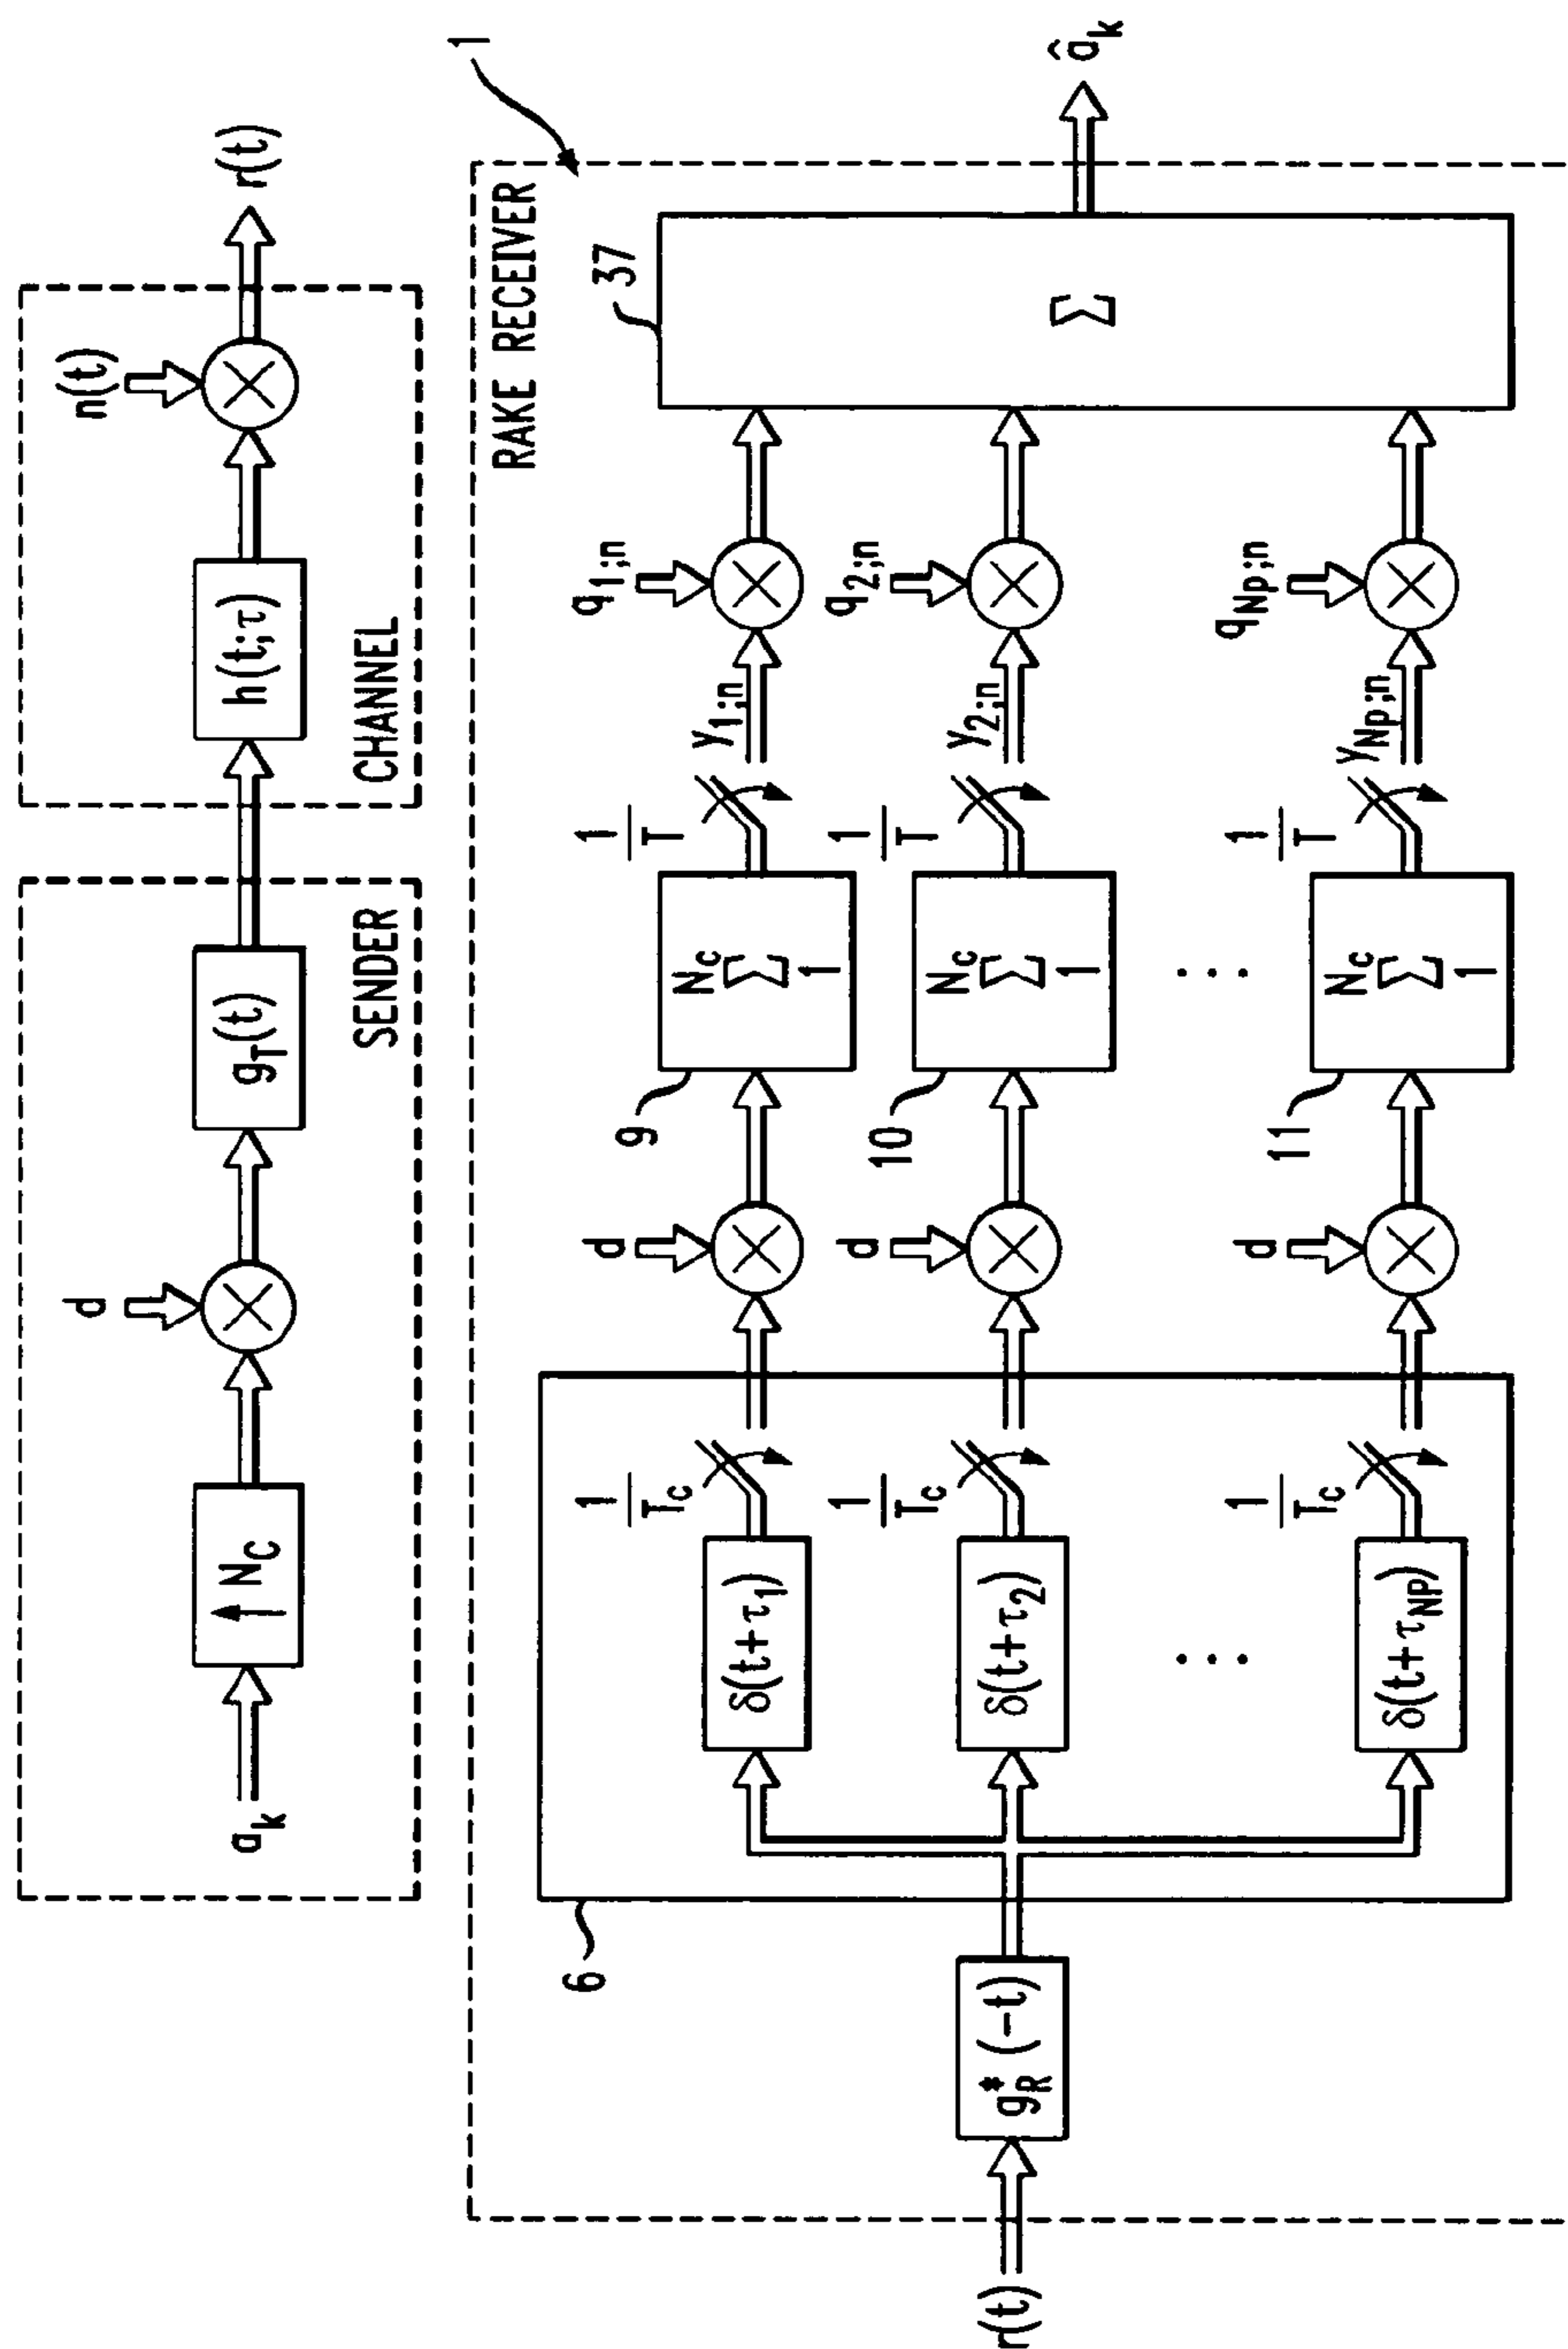 a_k
↑ N_C
d
g_T(t)
SENDER
h(t;τ)
n(t)
CHANNEL
r(t)
1
RAKE RECEIVER
r(t)
g*_R (-t)
6
δ(t+τ_1)
1/T_c
d
9
N_c Σ 1
1/T
y_1;n
q_1;n
δ(t+τ_2)
1/T_c
d
10
N_c Σ 1
1/T
y_2;n
q_2;n
...
...
δ(t+τ_NP)
1/T_c
d
11
N_c Σ 1
1/T
y_Np;n
q_Np;n
37
Σ
â_k